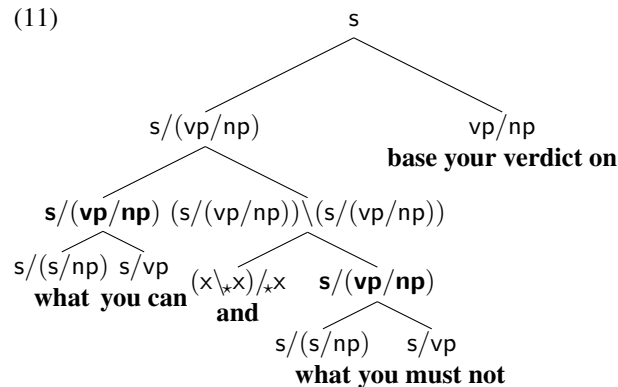 (11)
s
s/(vp/np) vp/np
base your verdict on
s/(vp/np) (s/(vp/np))\(s/(vp/np))
s/(s/np) s/vp (x\⋆x)/⋆x s/(vp/np)
what you can and
s/(s/np) s/vp
what you must not